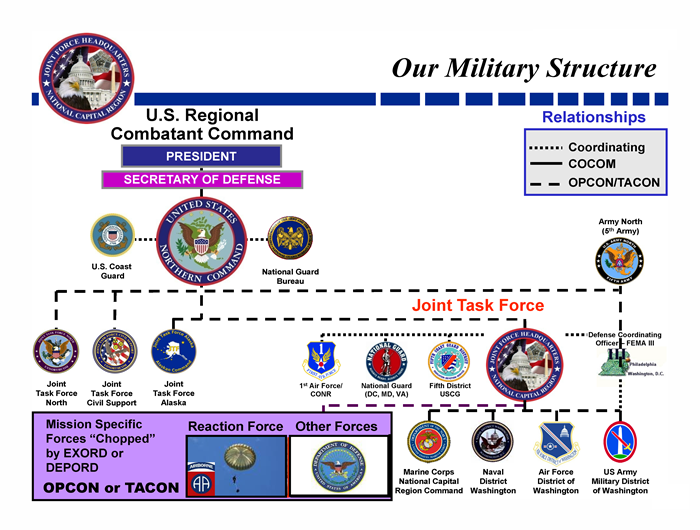 JOINT FORCE HEADQUARTERS
NATIONAL CAPITAL REGION
Our Military Structure
U.S. Regional
Combatant Command
PRESIDENT
SECRETARY OF DEFENSE
Relationships
Coordinating
COCOM
OPCON/TACON
UNITED STATES
NORTHERN COMMAND
U.S. Coast
Guard
National Guard
Bureau
Army North
(5th Army)
Joint Task Force
Defense Coordinating
Officer – FEMA III
Philadelphia
Washington, D.C.
JOINT FORCE HEADQUARTERS
NATIONAL CAPITAL REGION
NATIONAL GUARD
Joint
Task Force
North
Joint
Task Force
Civil Support
Joint
Task Force
Alaska
1st Air Force/
CONR
National Guard
(DC, MD, VA)
Fifth District
USCG
Mission Specific
Forces “Chopped”
by EXORD or
DEPORD
OPCON or TACON
Reaction Force
Other Forces
AIRBORNE
AA
DEPARTMENT OF DEFENSE
UNITED STATES OF AMERICA
Marine Corps
National Capital
Region Command
Naval
District
Washington
Air Force
District of
Washington
US Army
Military District
of Washington